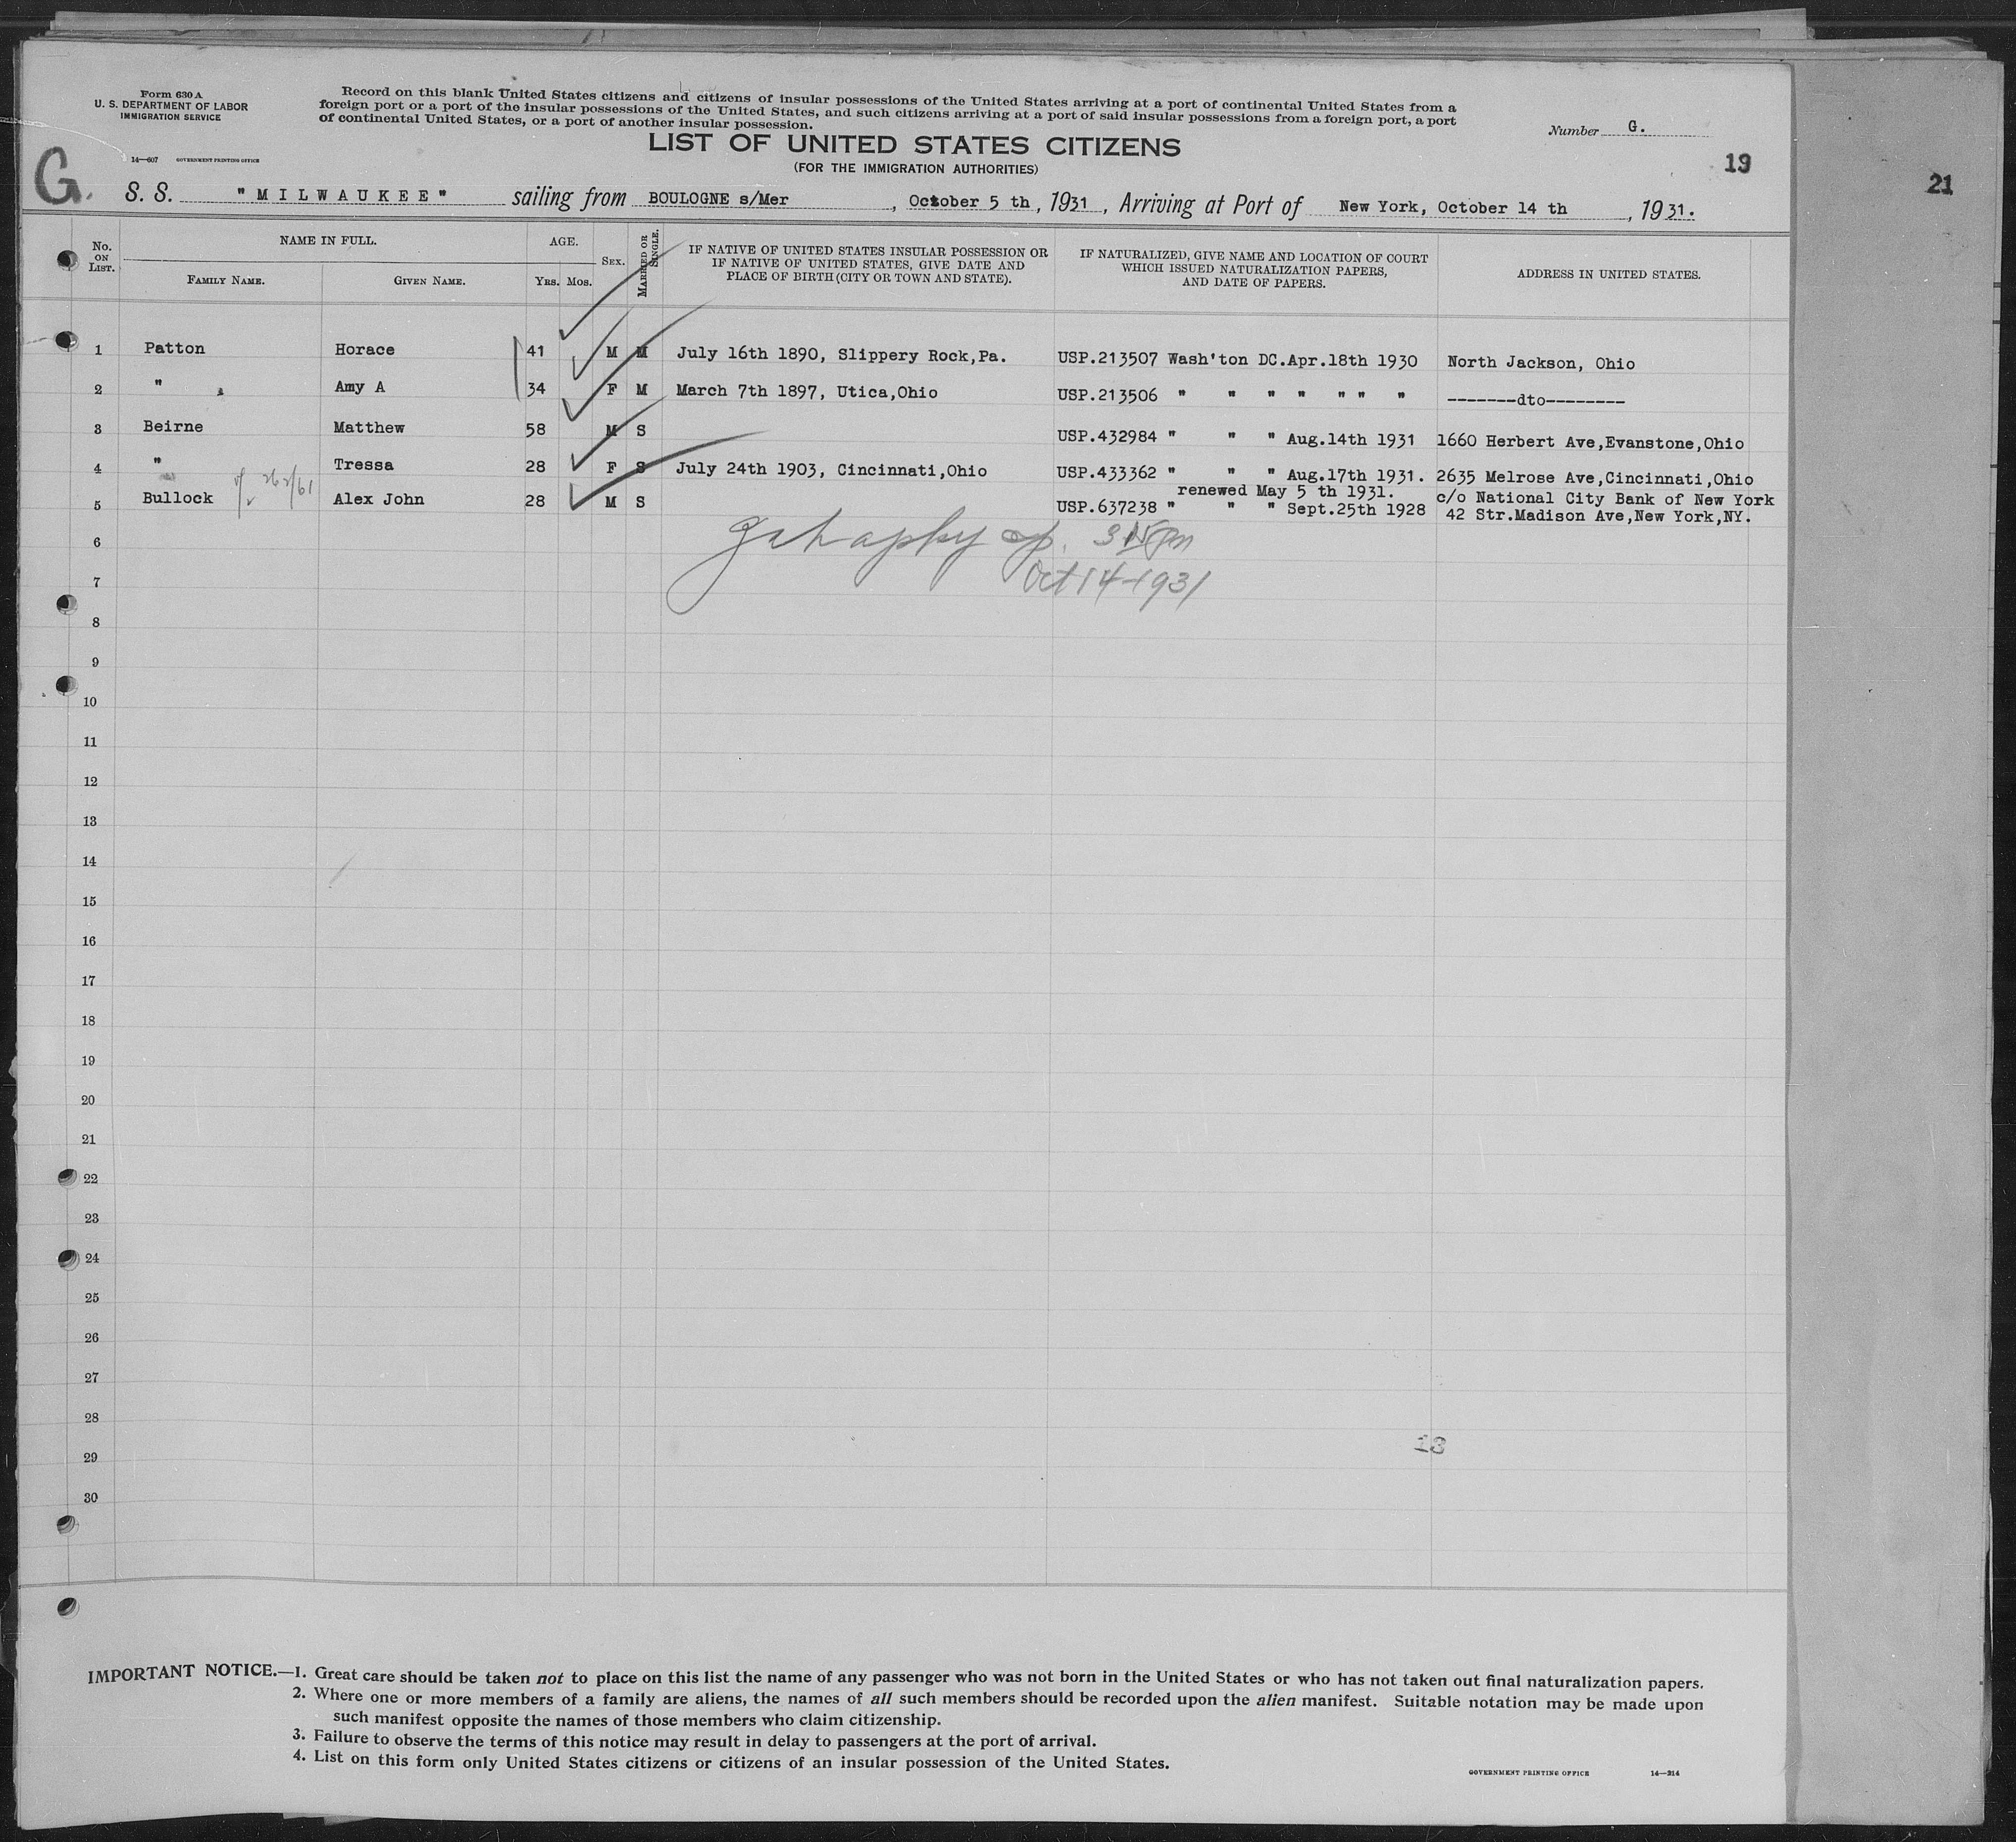 Form 630 A
U. S. DEPARTMENT OF LABOR
IMMIGRATION SERVICE
14—607 GOVERNMENT PRINTING OFFICE
Record on this blank United States citizens and citizens of insular possessions of the United States arriving at a port of continental United States from a
foreign port or a port of the insular possessions of the United States, and such citizens arriving at a port of said insular possessions from a foreign port, a port
of continental United States, or a port of another insular possession.
Number G.
LIST OF UNITED STATES CITIZENS
(FOR THE IMMIGRATION AUTHORITIES)
19
21
G.
S. S. "MILWAUKEE" sailing from BOULOGNE s/Mer, October 5 th, 1931, Arriving at Port of New York, October 14 th, 1931.
No. ON LIST.
NAME IN FULL.
FAMILY NAME. GIVEN NAME.
AGE.
YRS. MOS.
SEX.
MARRIED OR SINGLE.
IF NATIVE OF UNITED STATES INSULAR POSSESSION OR
IF NATIVE OF UNITED STATES, GIVE DATE AND
PLACE OF BIRTH (CITY OR TOWN AND STATE).
IF NATURALIZED, GIVE NAME AND LOCATION OF COURT
WHICH ISSUED NATURALIZATION PAPERS,
AND DATE OF PAPERS.
ADDRESS IN UNITED STATES.
1 Patton Horace 41 M M July 16th 1890, Slippery Rock,Pa. USP.213507 Wash'ton DC.Apr.18th 1930 North Jackson, Ohio
2 " Amy A 34 F M March 7th 1897, Utica,Ohio USP.213506 " " " " " " " -------dto--------
3 Beirne Matthew 58 M S USP.432984 " " " Aug.14th 1931 1660 Herbert Ave,Evanstone,Ohio
4 " Tressa 28 F S July 24th 1903, Cincinnati,Ohio USP.433362 " " " Aug.17th 1931. 2635 Melrose Ave,Cincinnati,Ohio
renewed May 5 th 1931. c/o National City Bank of New York
5 Bullock Alex John 28 M S USP.637238 " " " Sept.25th 1928 42 Str.Madison Ave,New York,NY.
Oct 14-1931
6
7
8
9
10
11
12
13
14
15
16
17
18
19
20
21
22
23
24
25
26
27
28
13
29
30
IMPORTANT NOTICE.—1. Great care should be taken not to place on this list the name of any passenger who was not born in the United States or who has not taken out final naturalization papers.
2. Where one or more members of a family are aliens, the names of all such members should be recorded upon the alien manifest. Suitable notation may be made upon
such manifest opposite the names of those members who claim citizenship.
3. Failure to observe the terms of this notice may result in delay to passengers at the port of arrival.
4. List on this form only United States citizens or citizens of an insular possession of the United States.
GOVERNMENT PRINTING OFFICE 14—214